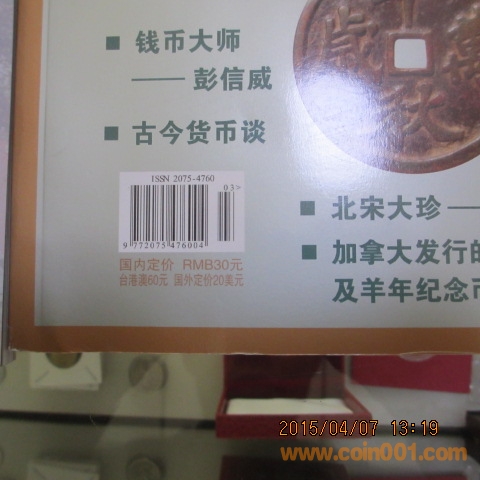 ■ 钱币大师
——彭信威
■ 古今货币谈
ISSN 2075-4760
03>
9 772075 476004
国内定价 RMB30元
台港澳60元 国外定价20美元
■ 北宋大珍—
■ 加拿大发行的
及羊年纪念币
2015/04/07 13:19
www.coin001.com